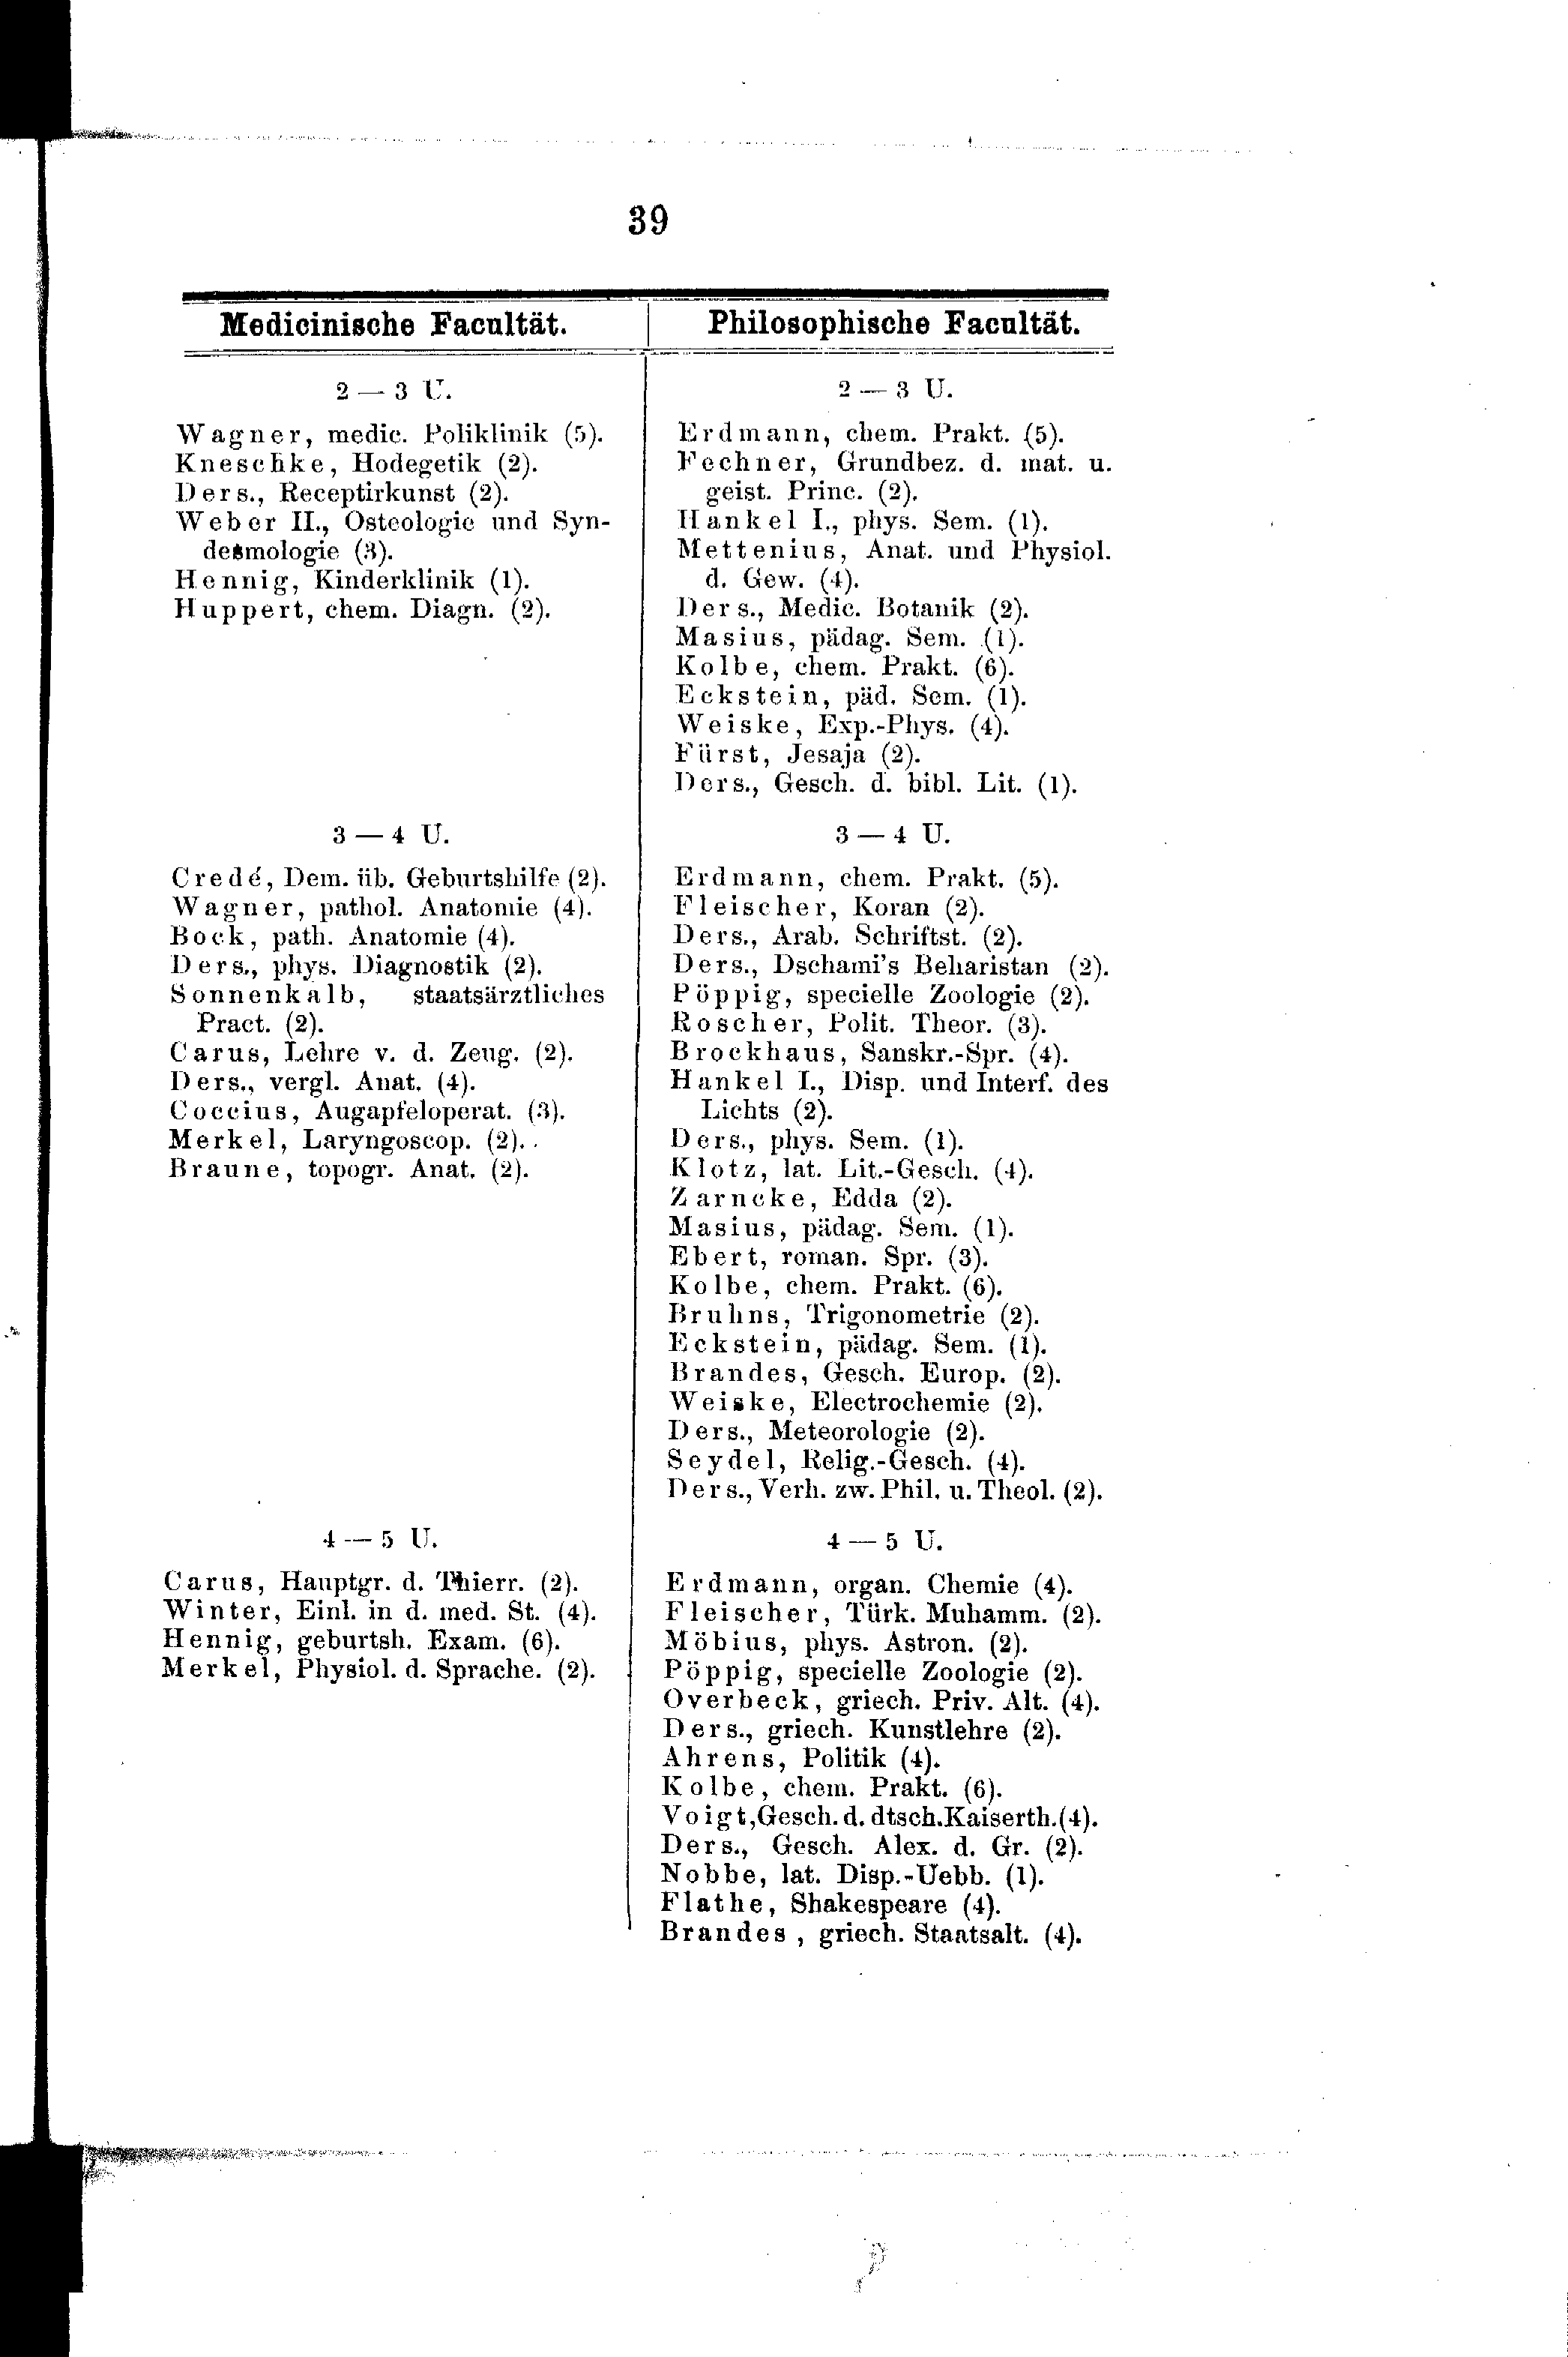 39
Medicinische Facultät.
2 — 3 U.
Wagner, medic. Poliklinik (5).
Kneschke, Hodegetik (2).
Ders., Receptirkunst (2).
Weber II., Osteologie und Syn-
desmologie (3).
Hennig, Kinderklinik (1).
Huppert, chem. Diagn. (2).
3 — 4 U.
Credé, Dem. üb. Geburtshilfe (2).
Wagner, pathol. Anatomie (4).
Bock, path. Anatomie (4).
Ders., phys. Diagnostik (2).
Sonnenkalb, staatsärztliches
Pract. (2).
Carus, Lehre v. d. Zeug. (2).
Ders., vergl. Anat. (4).
Coccius, Augapfeloperat. (3).
Merkel, Laryngoscop. (2).
Braune, topogr. Anat. (2).
4 — 5 U.
Carus, Hauptgr. d. Thierr. (2).
Winter, Einl. in d. med. St. (4).
Hennig, geburtsh. Exam. (6).
Merkel, Physiol. d. Sprache. (2).
Philosophische Facultät.
2 — 3 U.
Erdmann, chem. Prakt. (5).
Fechner, Grundbez. d. mat. u.
geist. Princ. (2).
Hankel I., phys. Sem. (1).
Mettenius, Anat. und Physiol.
d. Gew. (4).
Ders., Medic. Botanik (2).
Masius, pädag. Sem. (1).
Kolbe, chem. Prakt. (6).
Eckstein, päd. Sem. (1).
Weiske, Exp.-Phys. (4).
Fürst, Jesaja (2).
Ders., Gesch. d. bibl. Lit. (1).
3 — 4 U.
Erdmann, chem. Prakt. (5).
Fleischer, Koran (2).
Ders., Arab. Schriftst. (2).
Ders., Dschami's Beharistan (2).
Pöppig, specielle Zoologie (2).
Roscher, Polit. Theor. (3).
Brockhaus, Sanskr.-Spr. (4).
Hankel I., Disp. und Interf. des
Lichts (2).
Ders., phys. Sem. (1).
Klotz, lat. Lit.-Gesch. (4).
Zarncke, Edda (2).
Masius, pädag. Sem. (1).
Ebert, roman. Spr. (3).
Kolbe, chem. Prakt. (6).
Bruhns, Trigonometrie (2).
Eckstein, pädag. Sem. (1).
Brandes, Gesch. Europ. (2).
Weiske, Electrochemie (2).
Ders., Meteorologie (2).
Seydel, Relig.-Gesch. (4).
Ders., Verh. zw. Phil. u. Theol. (2).
4 — 5 U.
Erdmann, organ. Chemie (4).
Fleischer, Türk. Muhamm. (2).
Möbius, phys. Astron. (2).
Pöppig, specielle Zoologie (2).
Overbeck, griech. Priv. Alt. (4).
Ders., griech. Kunstlehre (2).
Ahrens, Politik (4).
Kolbe, chem. Prakt. (6).
Voigt, Gesch. d. dtsch. Kaiserth. (4).
Ders., Gesch. Alex. d. Gr. (2).
Nobbe, lat. Disp.-Uebb. (1).
Flathe, Shakespeare (4).
Brandes , griech. Staatsalt. (4).